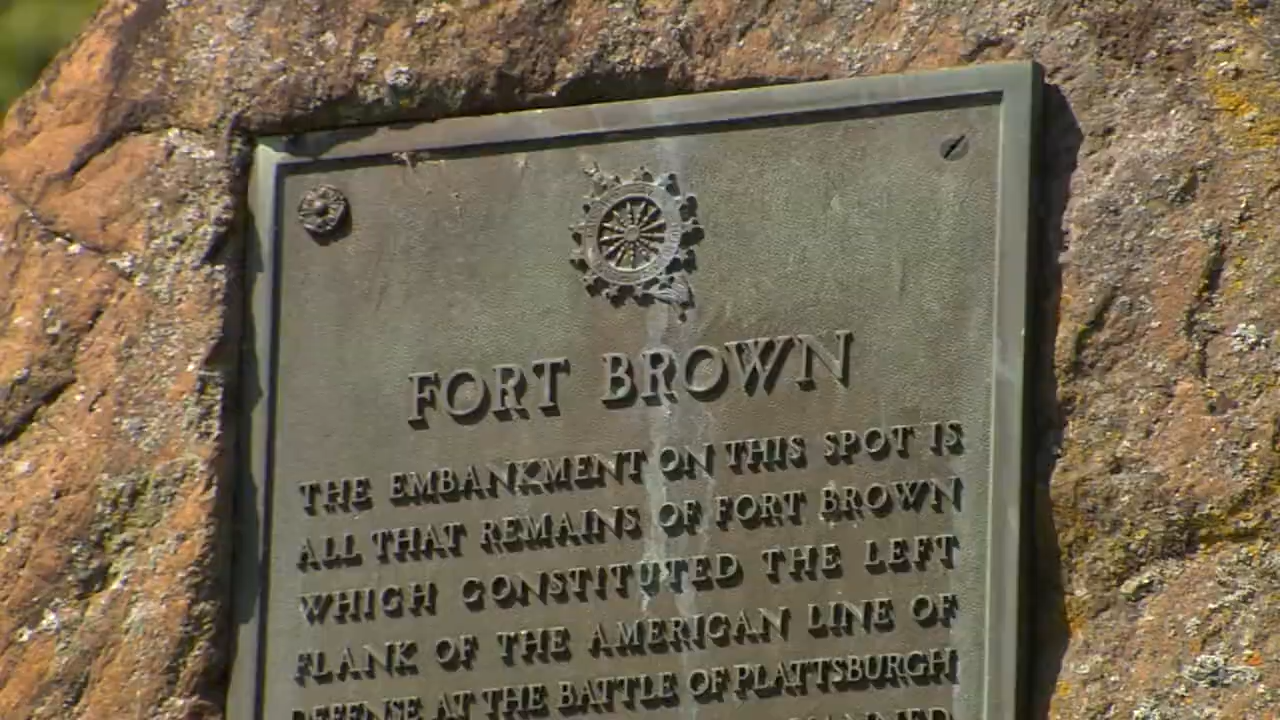 FORT BROWN
THE EMBANKMENT ON THIS SPOT IS
ALL THAT REMAINS OF FORT BROWN
WHICH CONSTITUTED THE LEFT
FLANK OF THE AMERICAN LINE OF
DEFENSE AT THE BATTLE OF PLATTSBURGH